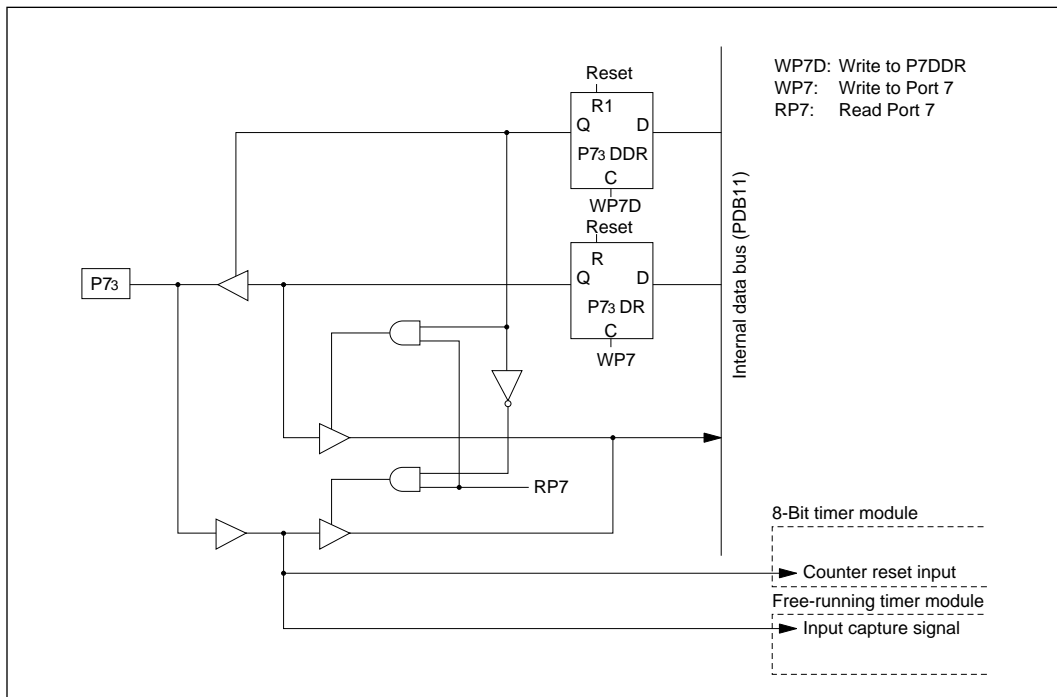 Reset
R1
Q D
P73 DDR
C
WP7D
Reset
R
Q D
P73 DR
C
WP7
P73
RP7
Internal data bus (PDB11)
WP7D: Write to P7DDR
WP7: Write to Port 7
RP7: Read Port 7
8-Bit timer module
Counter reset input
Free-running timer module
Input capture signal